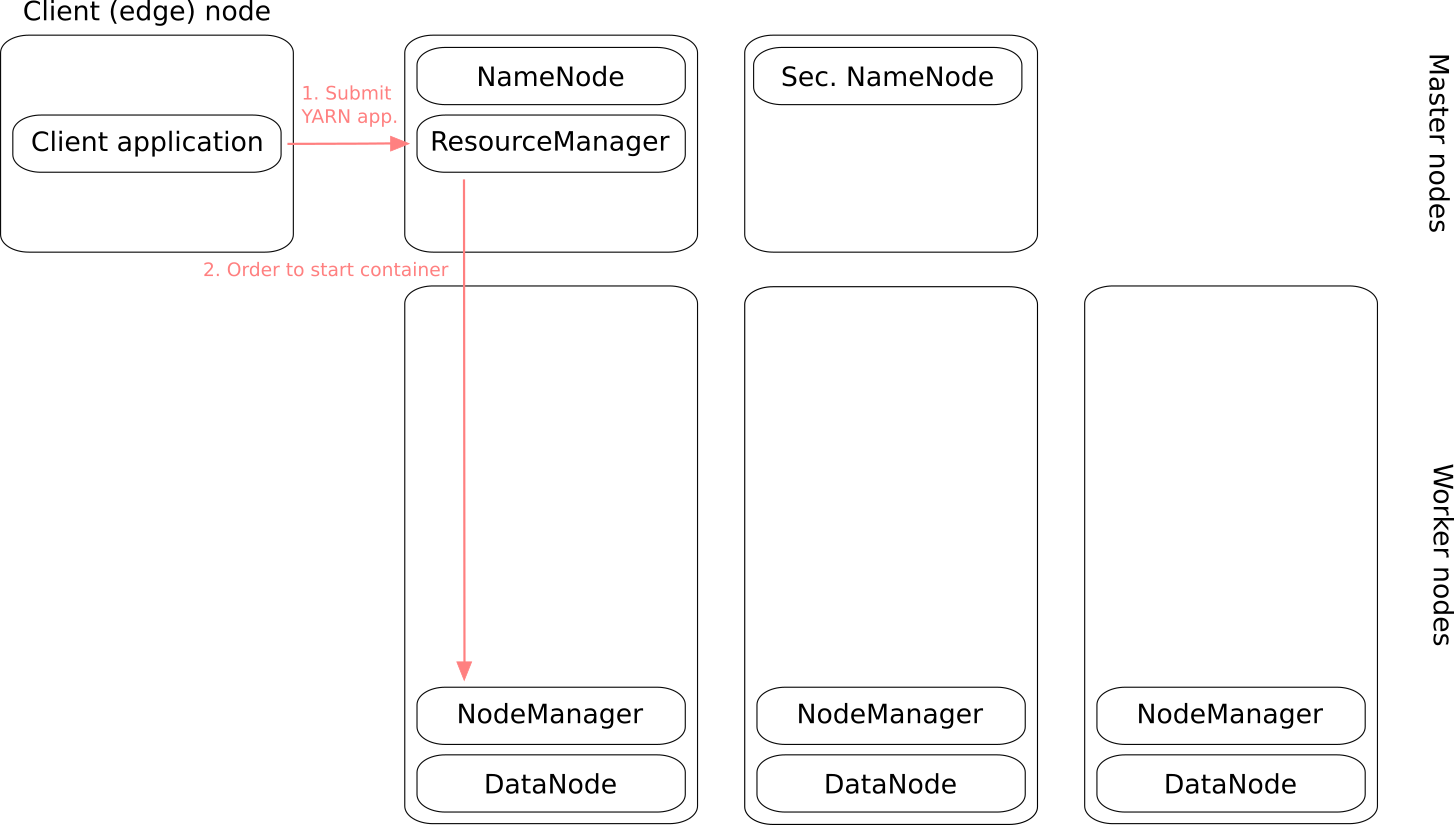 Client (edge) node
Client application
1. Submit
YARN app.
NameNode
ResourceManager
Sec. NameNode
Master nodes
2. Order to start container
NodeManager
DataNode
NodeManager
DataNode
NodeManager
DataNode
Worker nodes